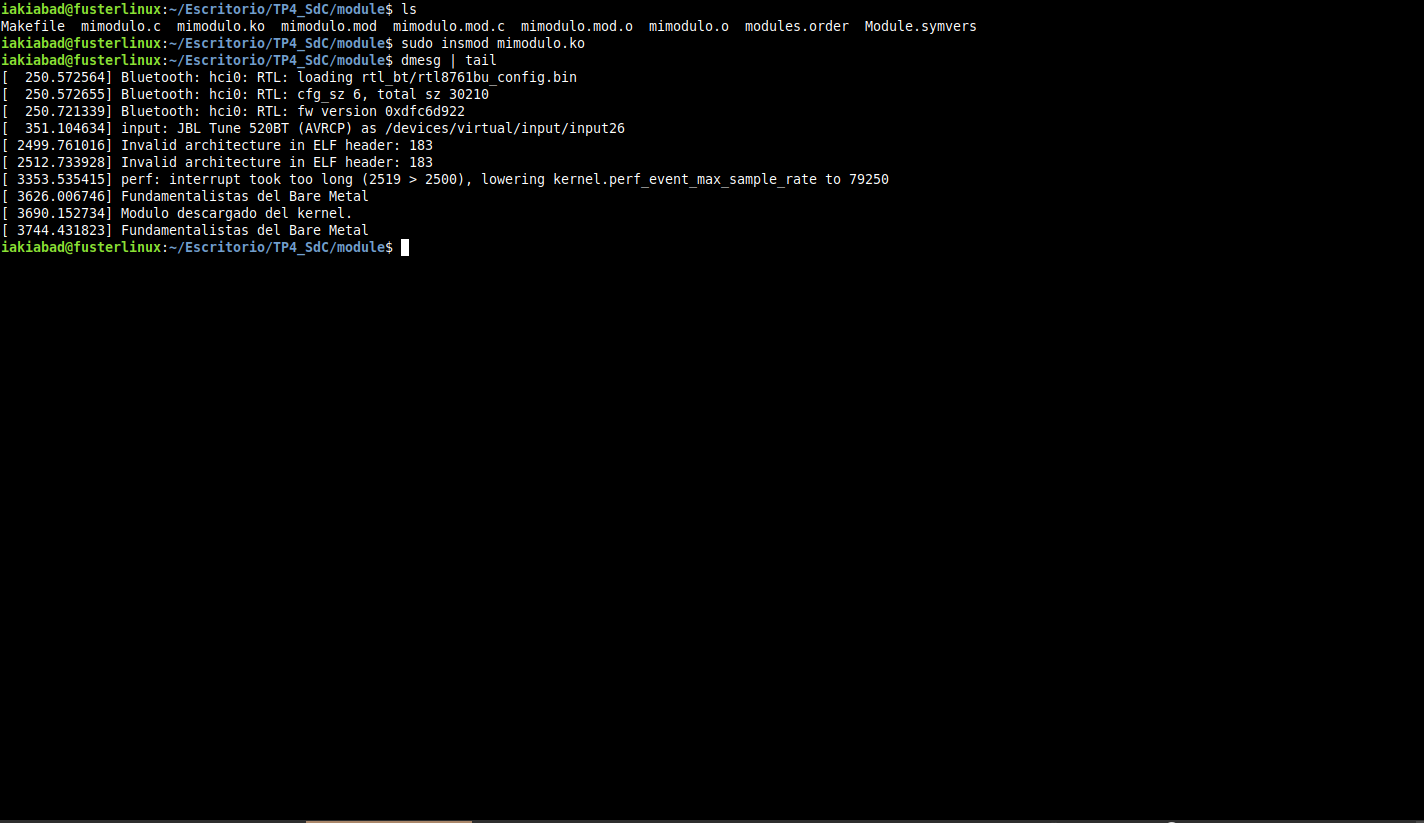 iakiabad@fusterlinux:~/Escritorio/TP4_SdC/module$ ls
Makefile  mimodulo.c  mimodulo.ko  mimodulo.mod  mimodulo.mod.c  mimodulo.mod.o  mimodulo.o  modules.order  Module.symvers
iakiabad@fusterlinux:~/Escritorio/TP4_SdC/module$ sudo insmod mimodulo.ko
iakiabad@fusterlinux:~/Escritorio/TP4_SdC/module$ dmesg | tail
[  250.572564] Bluetooth: hci0: RTL: loading rtl_bt/rtl8761bu_config.bin
[  250.572655] Bluetooth: hci0: RTL: cfg_sz 6, total sz 30210
[  250.721339] Bluetooth: hci0: RTL: fw version 0xdfc6d922
[  351.104634] input: JBL Tune 520BT (AVRCP) as /devices/virtual/input/input26
[ 2499.761016] Invalid architecture in ELF header: 183
[ 2512.733928] Invalid architecture in ELF header: 183
[ 3353.535415] perf: interrupt took too long (2519 > 2500), lowering kernel.perf_event_max_sample_rate to 79250
[ 3626.006746] Fundamentalistas del Bare Metal
[ 3690.152734] Modulo descargado del kernel.
[ 3744.431823] Fundamentalistas del Bare Metal
iakiabad@fusterlinux:~/Escritorio/TP4_SdC/module$